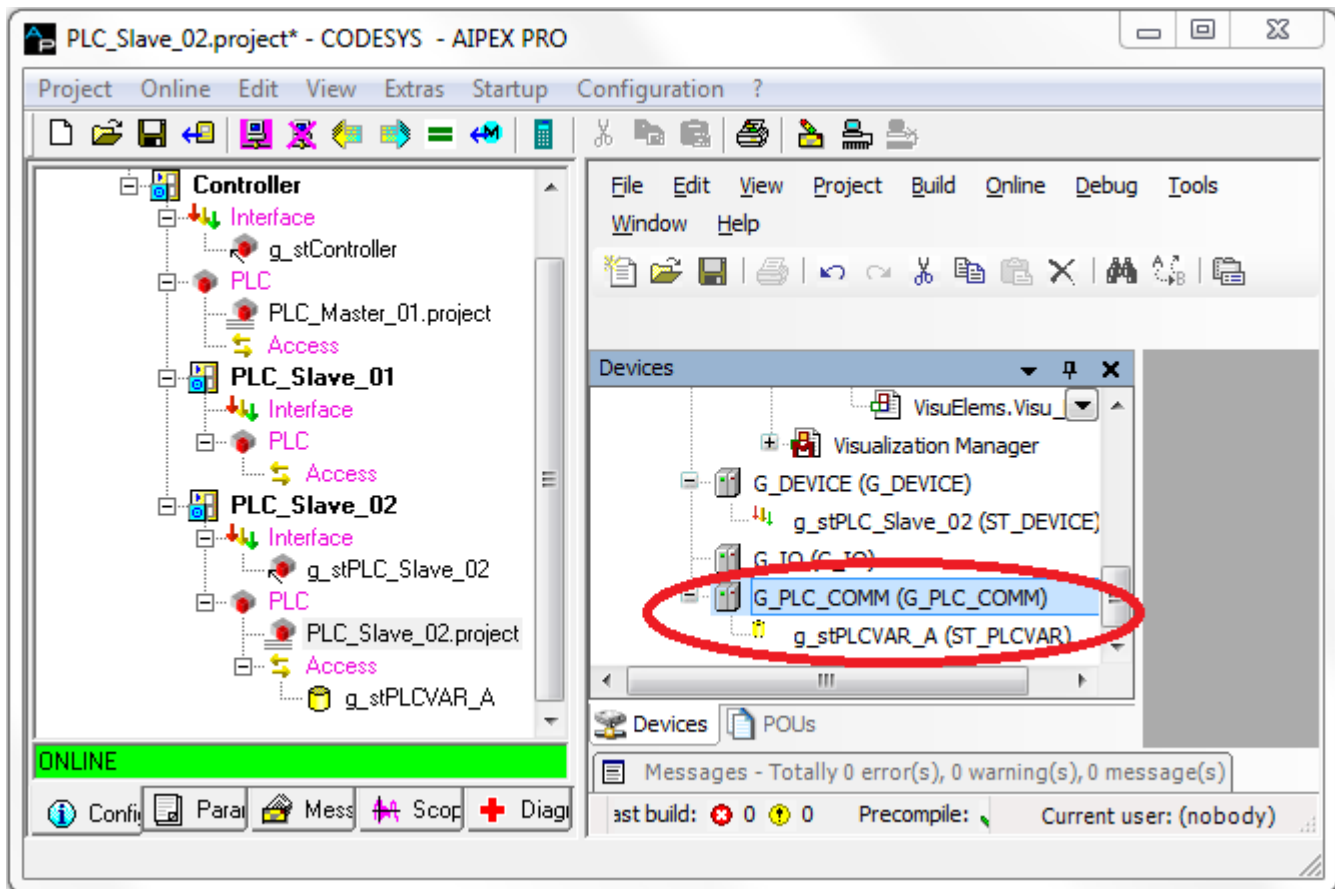 PLC_Slave_02.project* - CODESYS - AIPEX PRO
Project Online Edit View Extras Startup Configuration ?
Controller
Interface
g_stController
PLC
PLC_Master_01.project
Access
PLC_Slave_01
Interface
PLC
Access
PLC_Slave_02
Interface
g_stPLC_Slave_02
PLC
PLC_Slave_02.project
Access
g_stPLCVAR_A
ONLINE
Config Para Mess Scop Diag
File Edit View Project Build Online Debug Tools
Window Help
Devices
VisuElems.Visu_
Visualization Manager
G_DEVICE (G_DEVICE)
g_stPLC_Slave_02 (ST_DEVICE)
G_IO (G_IO)
G_PLC_COMM (G_PLC_COMM)
g_stPLCVAR_A (ST_PLCVAR)
Devices POUs
Messages - Totally 0 error(s), 0 warning(s), 0 message(s)
ast build: 0 0 Precompile: Current user: (nobody)